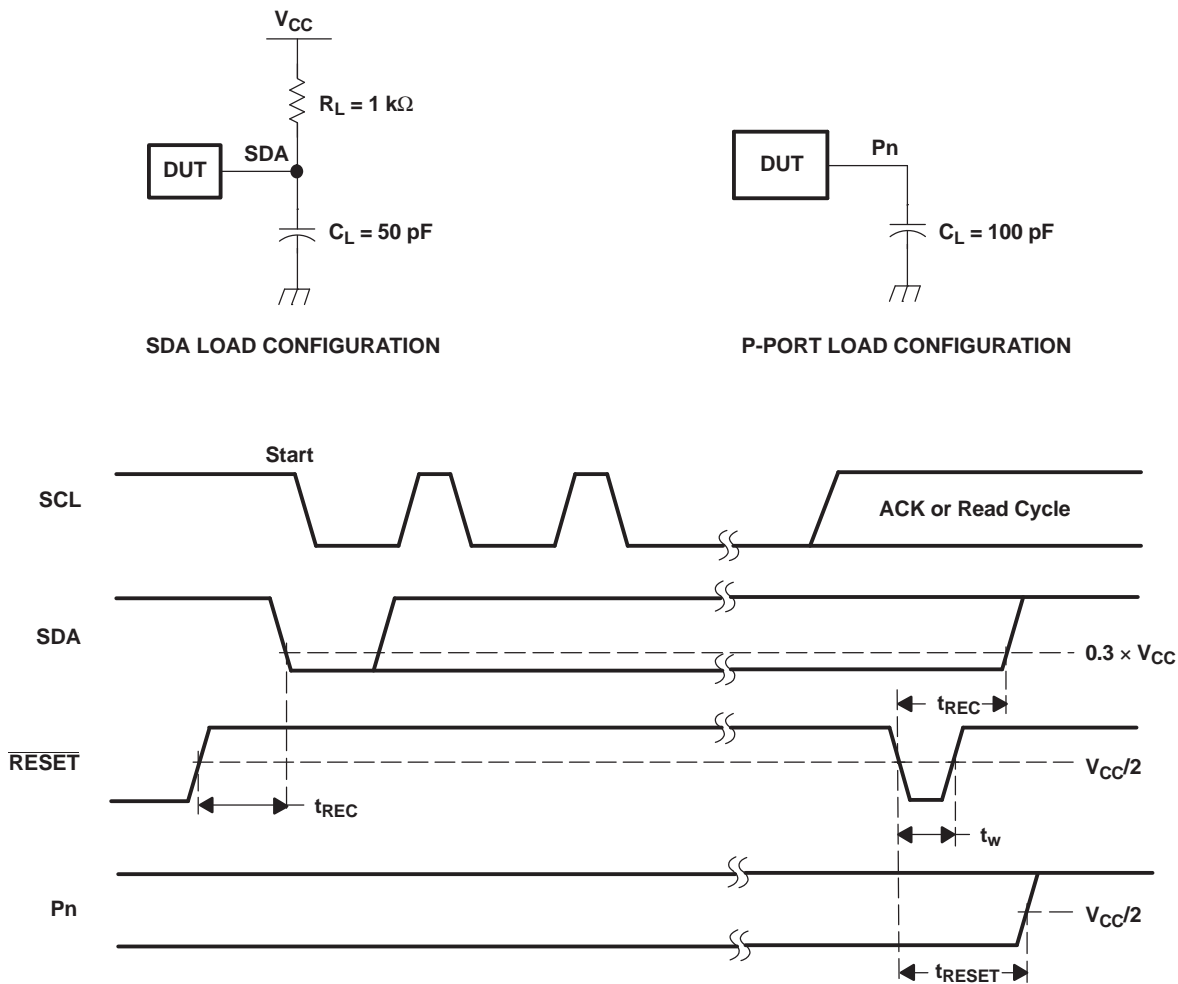 VCC
RL = 1 kΩ
DUT
SDA
CL = 50 pF
SDA LOAD CONFIGURATION
DUT
Pn
CL = 100 pF
P-PORT LOAD CONFIGURATION
Start
SCL
ACK or Read Cycle
SDA
0.3 × VCC
tREC
RESET
VCC/2
tREC
tw
Pn
VCC/2
tRESET